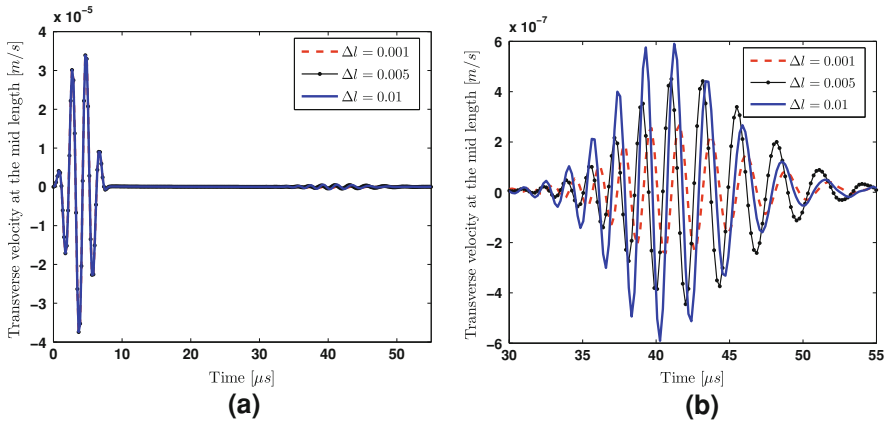 x 10⁻⁵
4
3
2
1
0
−1
−2
−3
−4
Transverse velocity at the mid length [m/s]
Δl = 0.001
Δl = 0.005
Δl = 0.01
0 10 20 30 40 50
Time [μs]
(a)
x 10⁻⁷
6
4
2
0
−2
−4
−6
Transverse velocity at the mid length [m/s]
Δl = 0.001
Δl = 0.005
Δl = 0.01
30 35 40 45 50 55
Time [μs]
(b)